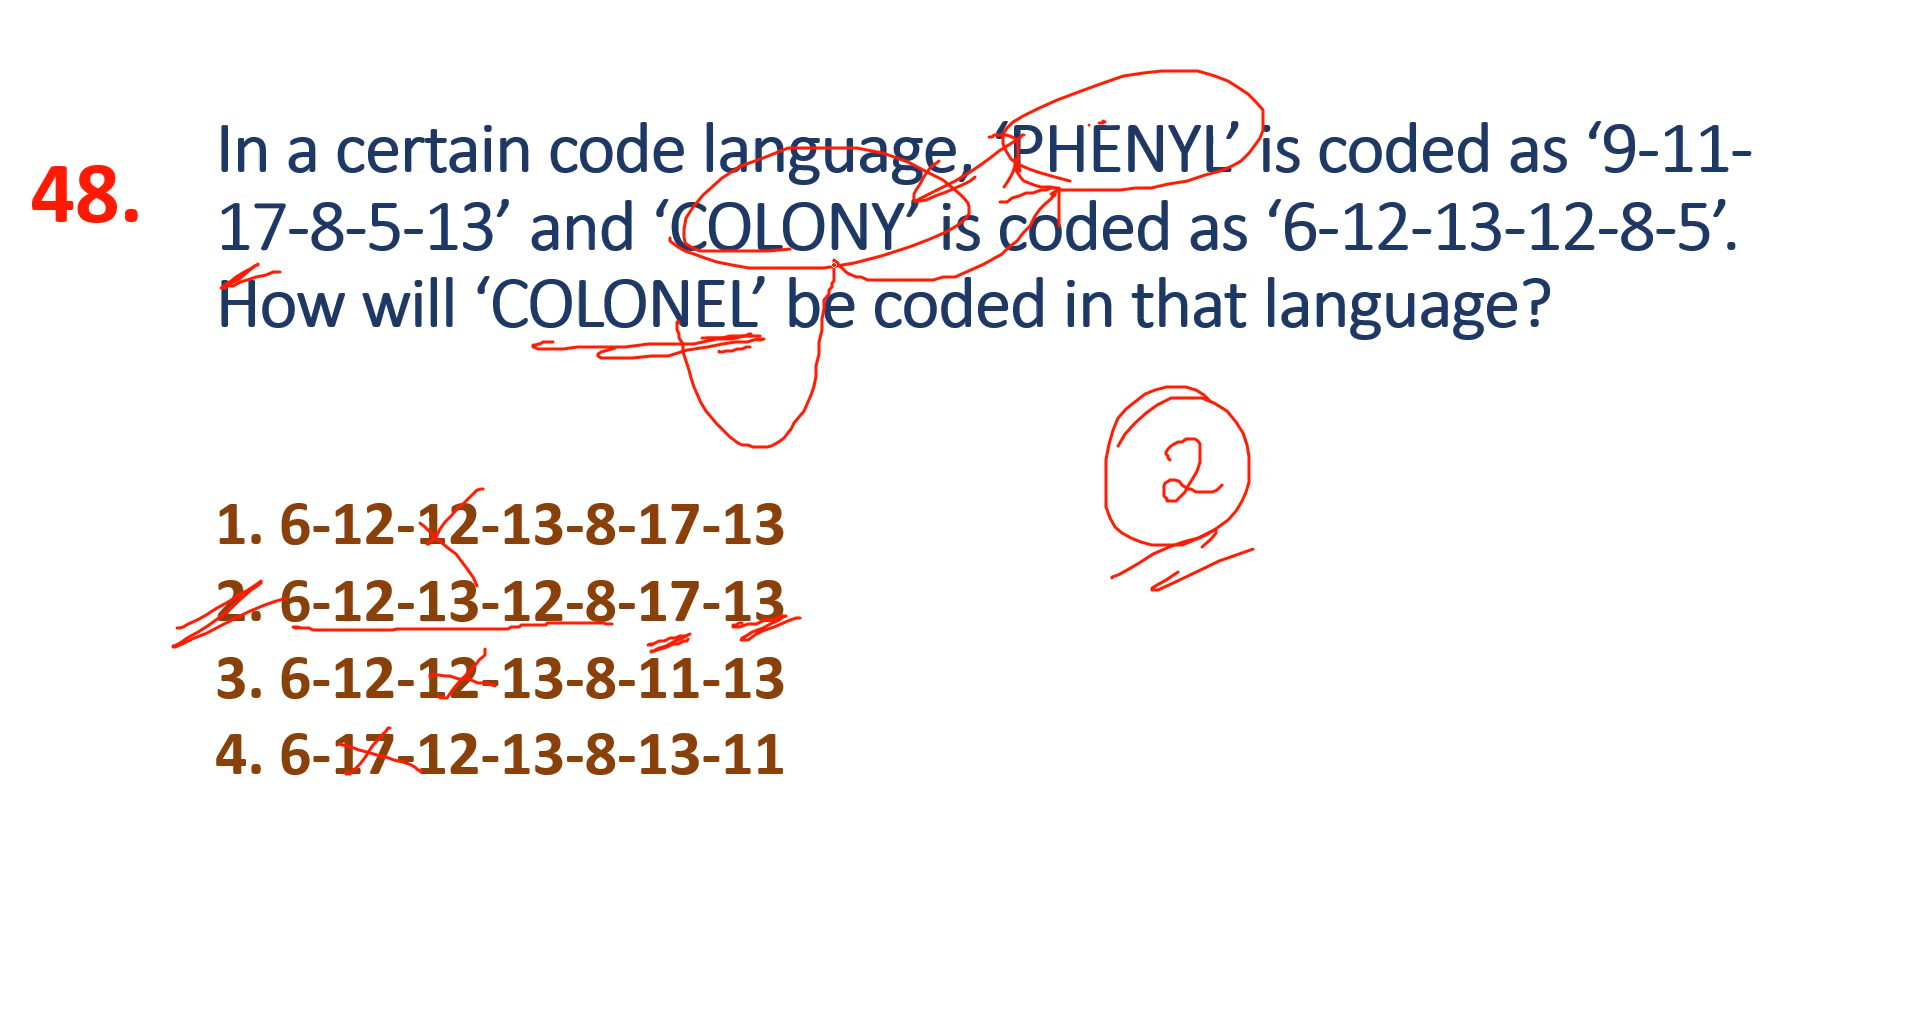 48.
In a certain code language, ‘PHENYL’ is coded as ‘9-11-
17-8-5-13’ and ‘COLONY’ is coded as ‘6-12-13-12-8-5’.
How will ‘COLONEL’ be coded in that language?
2
1. 6-12-12-13-8-17-13
2. 6-12-13-12-8-17-13
3. 6-12-12-13-8-11-13
4. 6-17-12-13-8-13-11